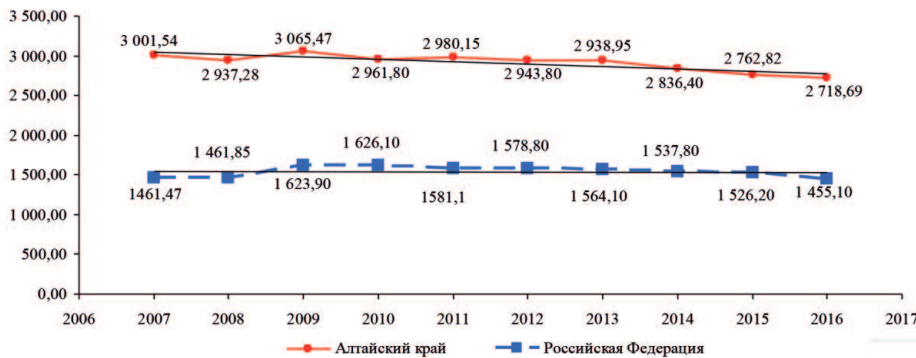 3 500,00
3 001,54 3 065,47 2 980,15 2 938,95 2 762,82
3 000,00
2 937,28 2 961,80 2 943,80 2 836,40 2 718,69
2 500,00
2 000,00
1 461,85 1 626,10 1 578,80 1 537,80
1 500,00
1461,47 1 623,90 1581,1 1 564,10 1 526,20 1 455,10
1 000,00
500,00
0,00
2006 2007 2008 2009 2010 2011 2012 2013 2014 2015 2016 2017
Алтайский край Российская Федерация